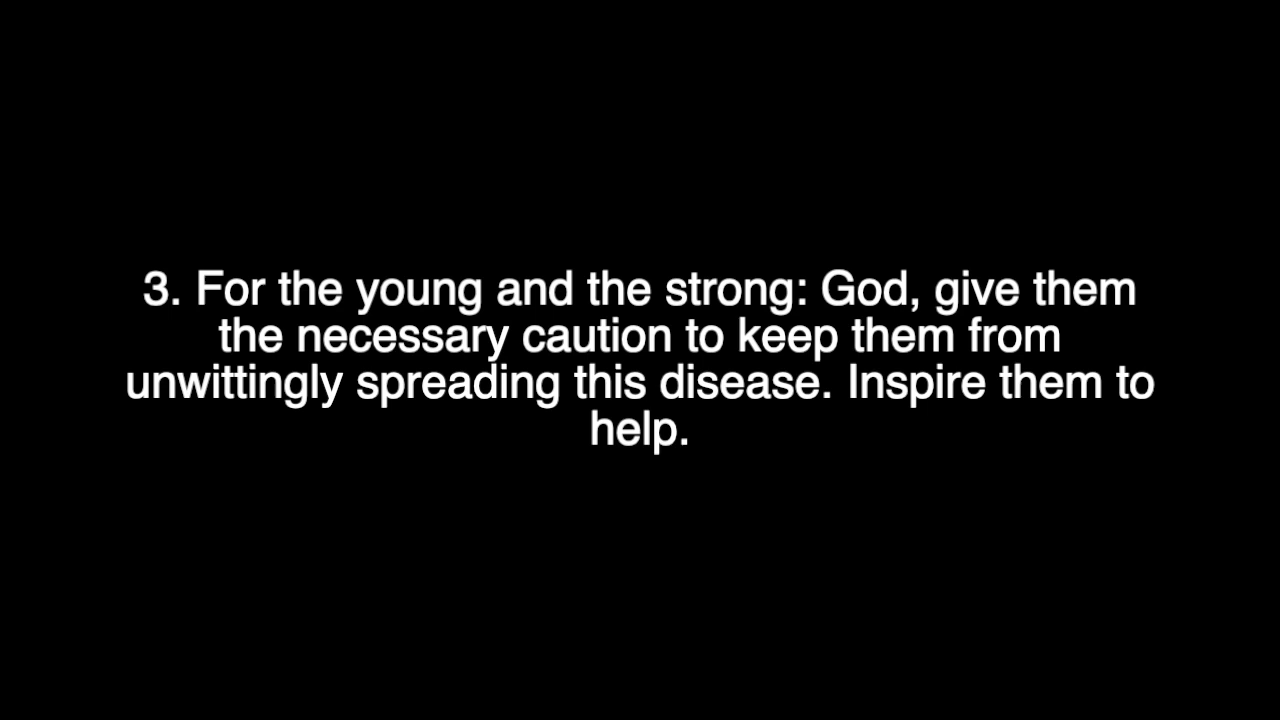 3. For the young and the strong: God, give them
the necessary caution to keep them from
unwittingly spreading this disease. Inspire them to
help.